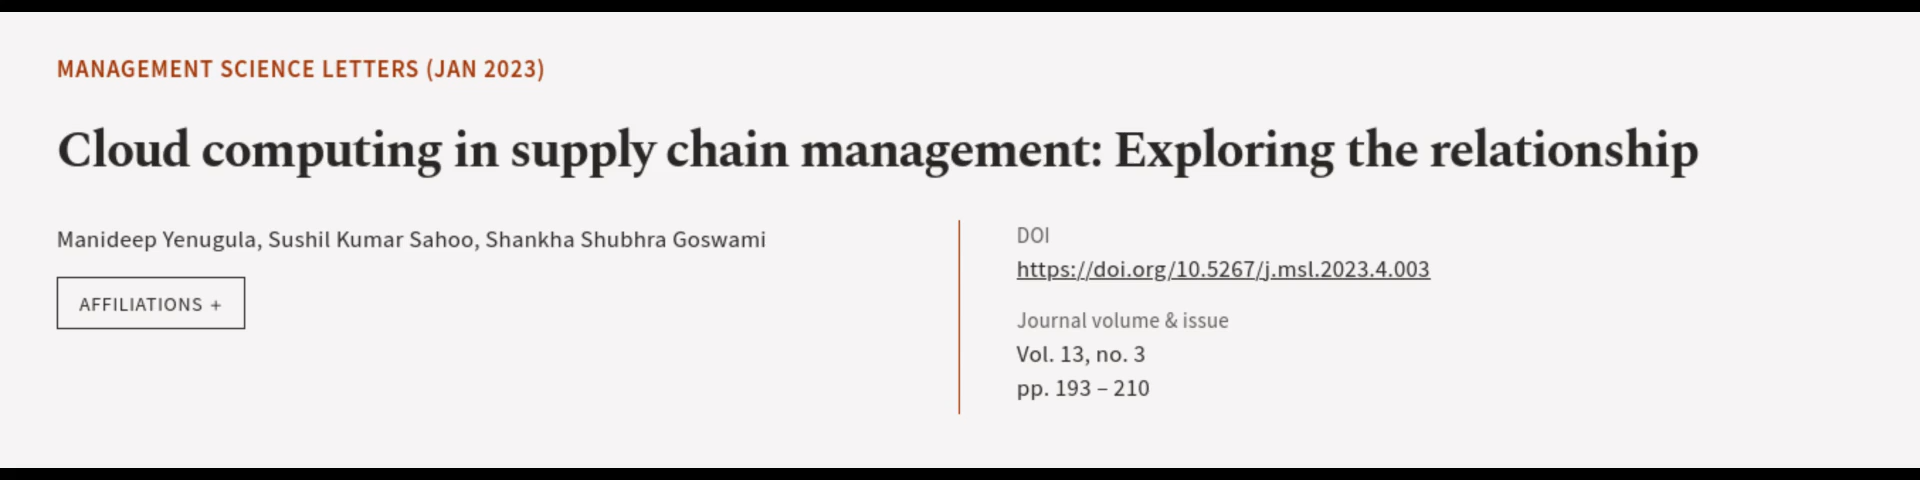 MANAGEMENT SCIENCE LETTERS (JAN 2023)
Cloud computing in supply chain management: Exploring the relationship
Manideep Yenugula, Sushil Kumar Sahoo, Shankha Shubhra Goswami
AFFILIATIONS +
DOI
https://doi.org/10.5267/j.msl.2023.4.003
Journal volume & issue
Vol. 13, no. 3
pp. 193 – 210